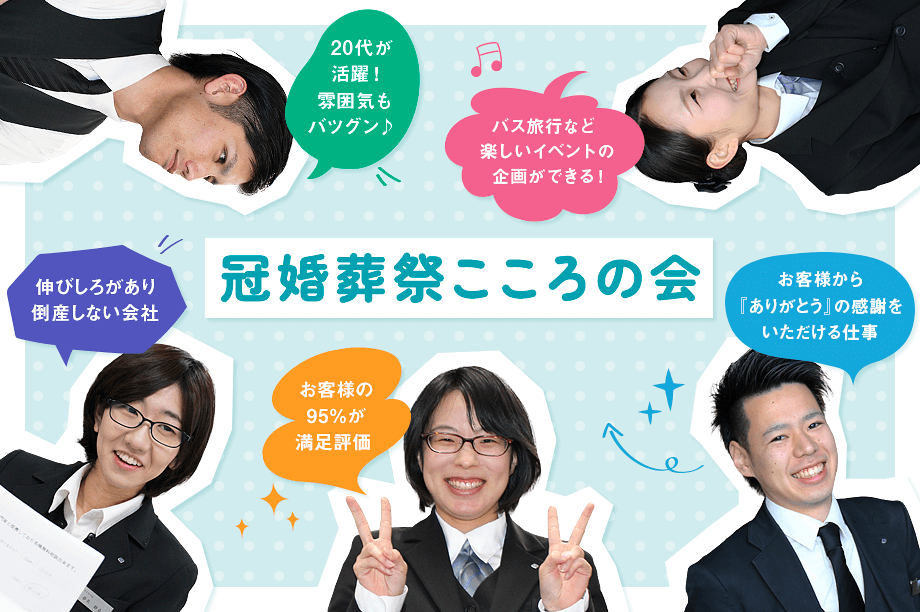 20代が
活躍！
雰囲気も
バツグン♪
バス旅行など
楽しいイベントの
企画ができる！
冠婚葬祭こころの会
伸びしろがあり
倒産しない会社
お客様から
『ありがとう』の感謝を
いただける仕事
お客様の
95%が
満足評価